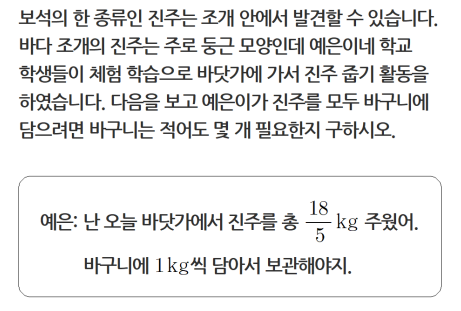 보석의 한 종류인 진주는 조개 안에서 발견할 수 있습니다.
바다 조개의 진주는 주로 둥근 모양인데 예은이네 학교
학생들이 체험 학습으로 바닷가에 가서 진주 줍기 활동을
하였습니다. 다음을 보고 예은이가 진주를 모두 바구니에
담으려면 바구니는 적어도 몇 개 필요한지 구하시오.
예은: 난 오늘 바닷가에서 진주를 총 18/5 kg 주웠어.
바구니에 1kg씩 담아서 보관해야지.